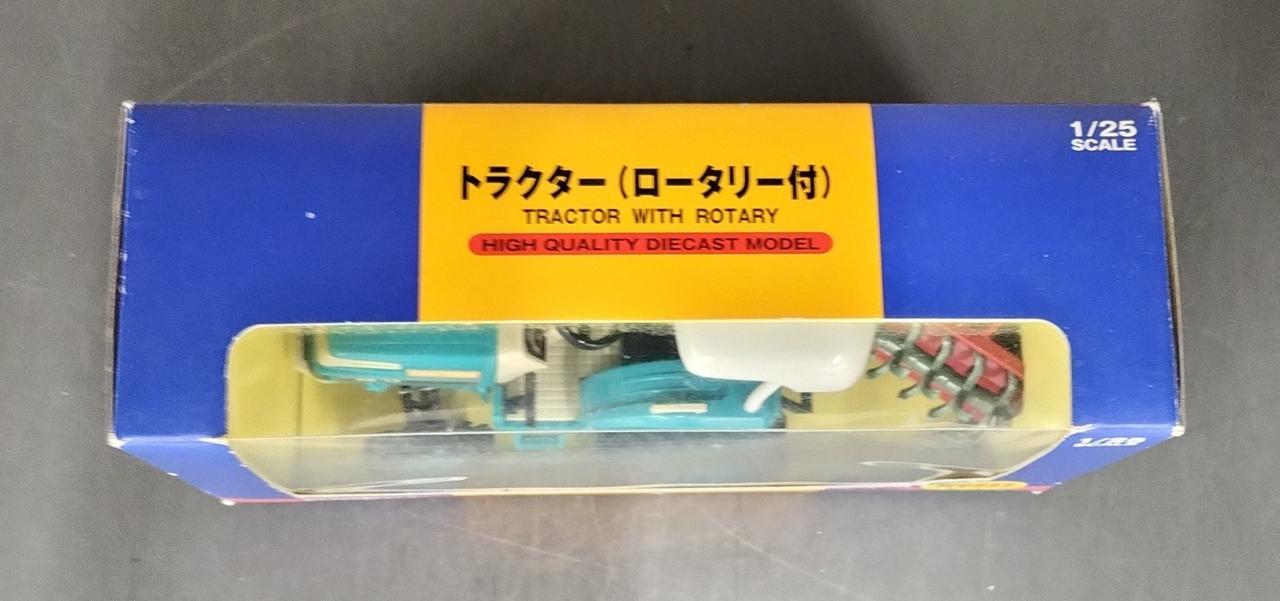 1/25
SCALE
トラクター(ロータリー付)
TRACTOR WITH ROTARY
HIGH QUALITY DIECAST MODEL